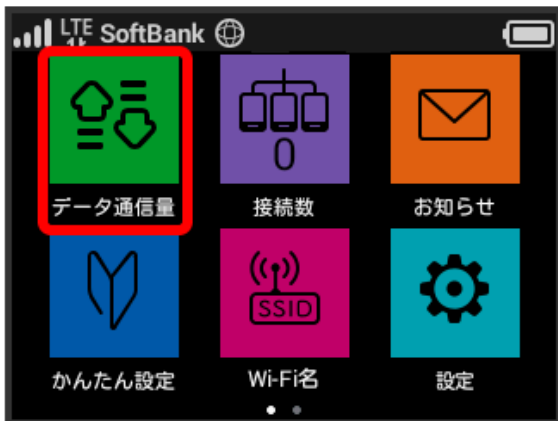 LTE SoftBank
データ通信量
0
接続数
お知らせ
かんたん設定
SSID
Wi-Fi名
設定